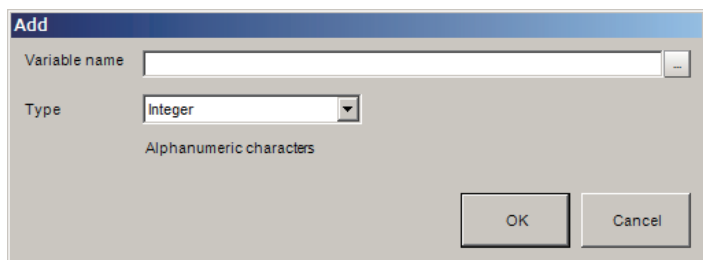 Add
Variable name
...
Type
Integer
Alphanumeric characters
OK
Cancel